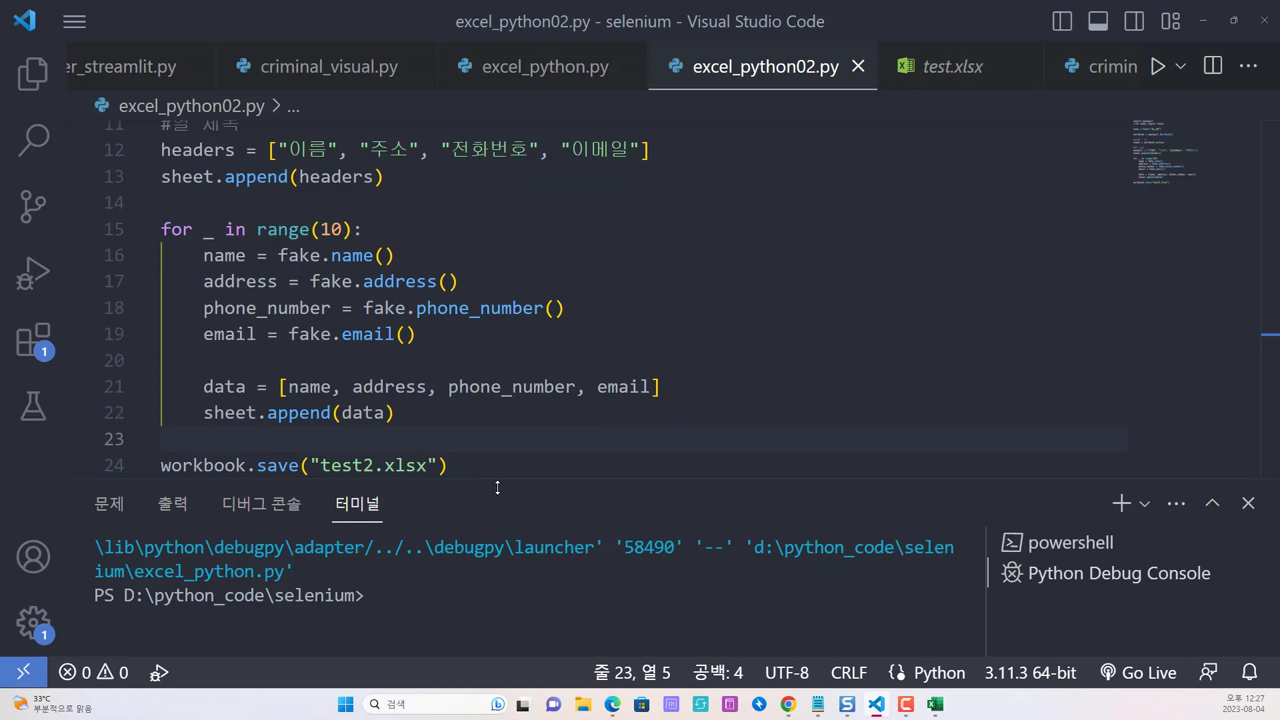 excel_python02.py - selenium - Visual Studio Code
er_streamlit.py criminal_visual.py excel_python.py excel_python02.py test.xlsx crimin
excel_python02.py > ...
11 #열 제목
12 headers = ["이름", "주소", "전화번호", "이메일"]
13 sheet.append(headers)
14
15 for _ in range(10):
16 name = fake.name()
17 address = fake.address()
18 phone_number = fake.phone_number()
19 email = fake.email()
20
21 data = [name, address, phone_number, email]
22 sheet.append(data)
23
24 workbook.save("test2.xlsx")
문제 출력 디버그 콘솔 터미널
\lib\python\debugpy\adapter/../..\debugpy\launcher' '58490' '--' 'd:\python_code\selen
ium\excel_python.py'
PS D:\python_code\selenium>
powershell
Python Debug Console
1
1
0 0 줄 23, 열 5 공백: 4 UTF-8 CRLF Python 3.11.3 64-bit Go Live
33°C
부분적으로 맑음
검색
오후 12:27
2023-08-04